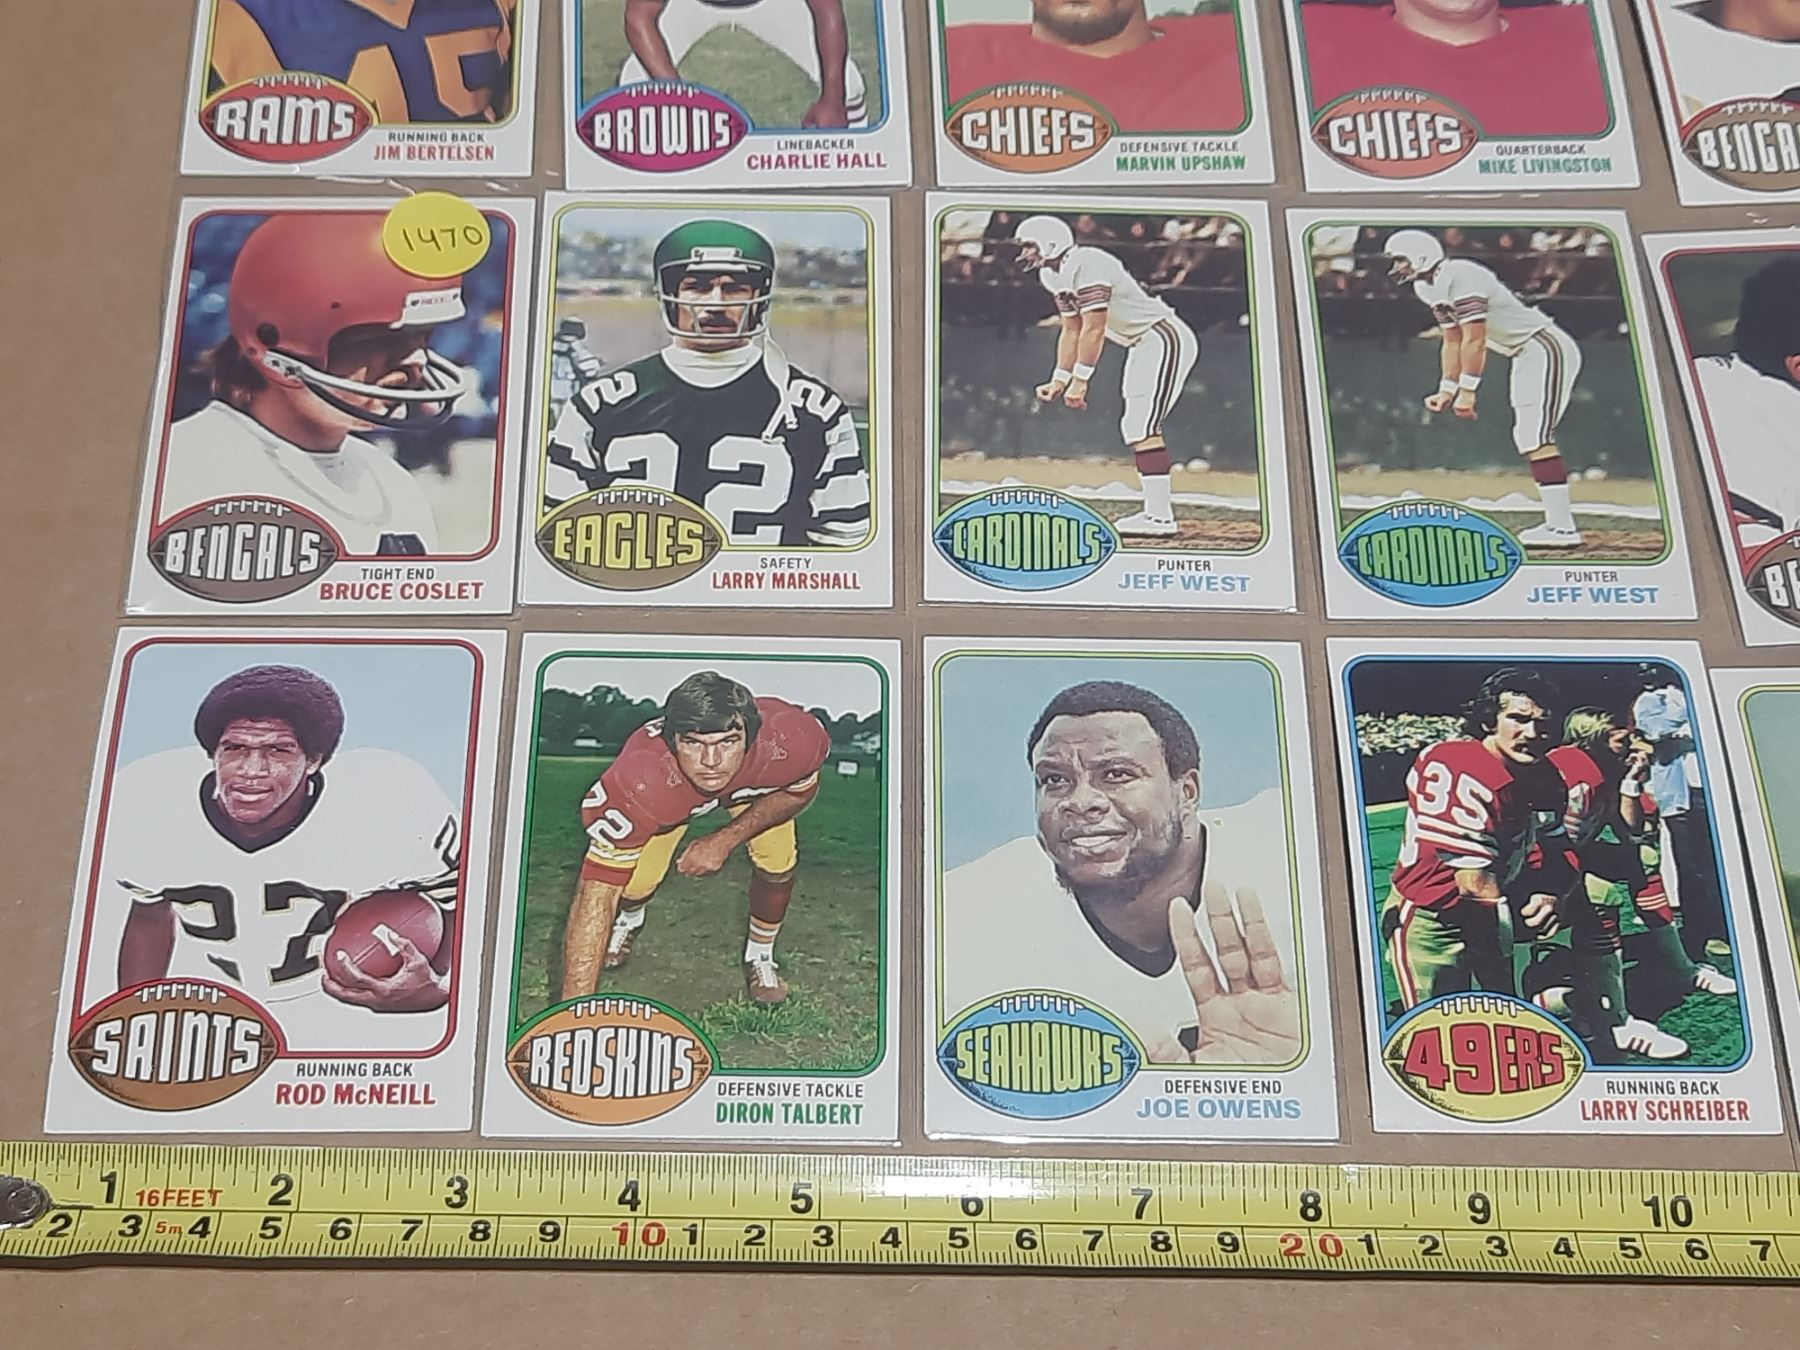 RAMS
RUNNING BACK
JIM BERTELSEN
BROWNS
LINEBACKER
CHARLIE HALL
CHIEFS
DEFENSIVE TACKLE
MARVIN UPSHAW
CHIEFS
QUARTERBACK
MIKE LIVINGSTON
1470
BENGALS
TIGHT END
BRUCE COSLET
22
EAGLES
SAFETY
LARRY MARSHALL
CARDINALS
PUNTER
JEFF WEST
CARDINALS
PUNTER
JEFF WEST
27
SAINTS
RUNNING BACK
ROD McNEILL
72
REDSKINS
DEFENSIVE TACKLE
DIRON TALBERT
SEAHAWKS
DEFENSIVE END
JOE OWENS
35
49ERS
RUNNING BACK
LARRY SCHREIBER
1 16FEET 2 3 4 5 6 7 8 9 10
2 3 5m 4 5 6 7 8 9 10 1 2 3 4 5 6 7 8 9 20 1 2 3 4 5 6 7